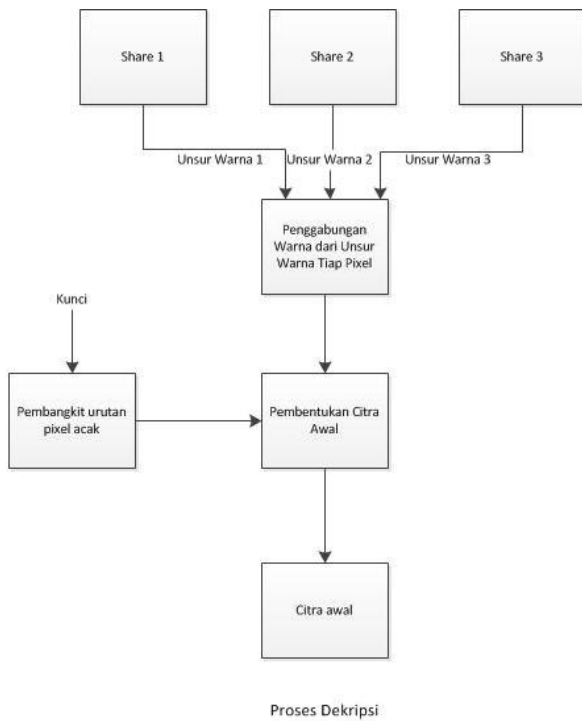 Share 1
Share 2
Share 3
Unsur Warna 1
Unsur Warna 2
Unsur Warna 3
Penggabungan
Warna dari Unsur
Warna Tiap Pixel
Kunci
Pembangkit urutan
pixel acak
Pembentukan Citra
Awal
Citra awal
Proses Dekripsi